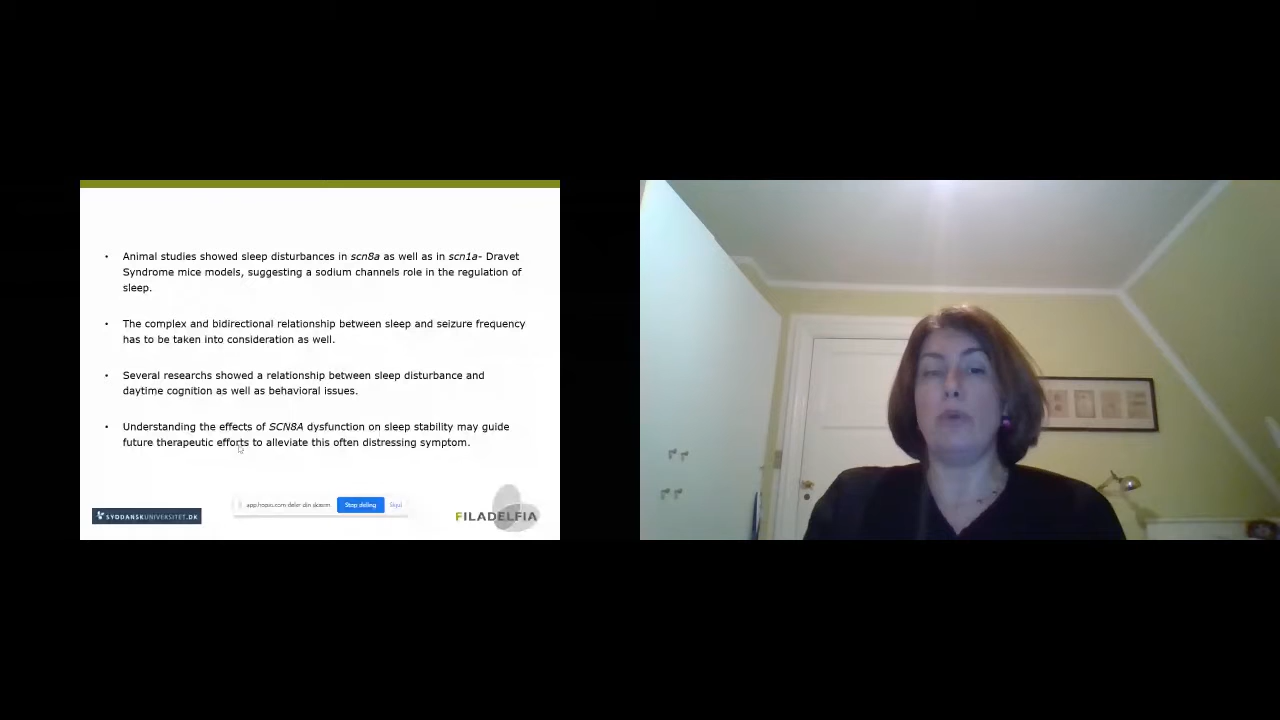 • Animal studies showed sleep disturbances in scn8a as well as in scn1a- Dravet
Syndrome mice models, suggesting a sodium channels role in the regulation of
sleep.
• The complex and bidirectional relationship between sleep and seizure frequency
has to be taken into consideration as well.
• Several researchs showed a relationship between sleep disturbance and
daytime cognition as well as behavioral issues.
• Understanding the effects of SCN8A dysfunction on sleep stability may guide
future therapeutic efforts to alleviate this often distressing symptom.
SYDDANSKUNIVERSITET.DK
deler din skærm. Stop deling Skjul
FILADELFIA